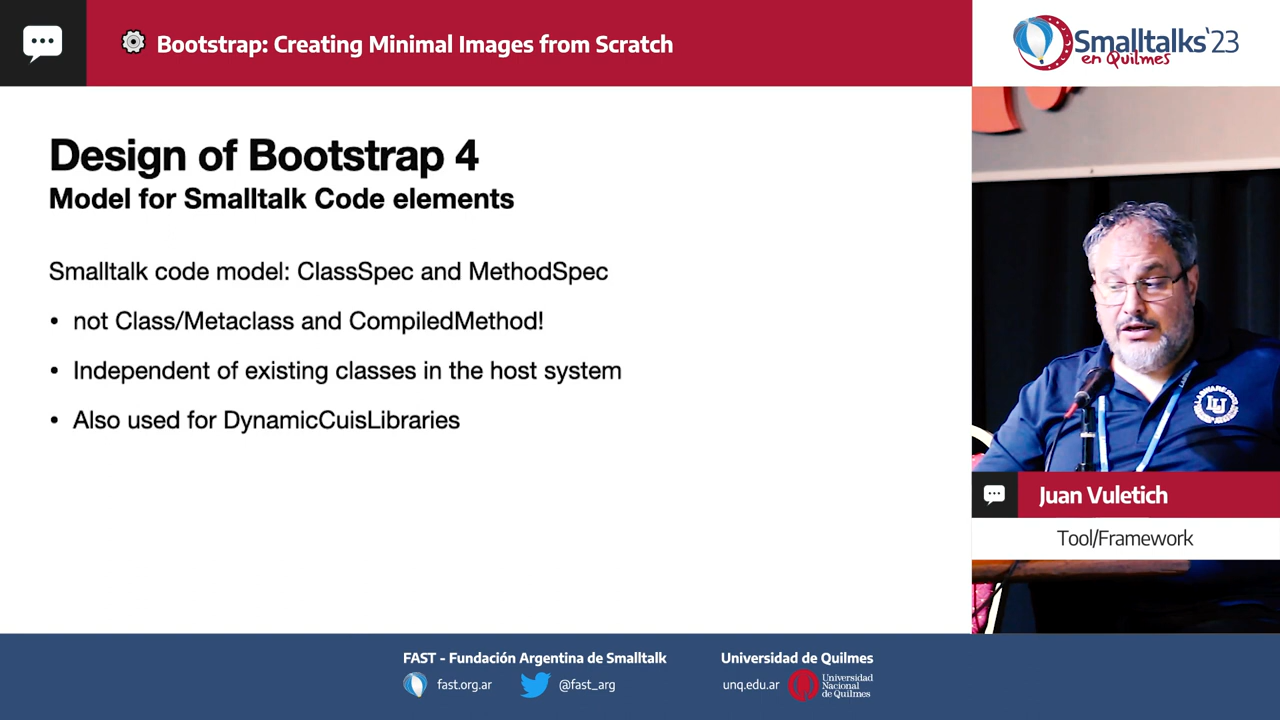 Bootstrap: Creating Minimal Images from Scratch
Smalltalks'23
en Quilmes
Design of Bootstrap 4
Model for Smalltalk Code elements
Smalltalk code model: ClassSpec and MethodSpec
• not Class/Metaclass and CompiledMethod!
• Independent of existing classes in the host system
• Also used for DynamicCuisLibraries
LU
Juan Vuletich
Tool/Framework
FAST - Fundación Argentina de Smalltalk
fast.org.ar
@fast_arg
Universidad de Quilmes
unq.edu.ar
Universidad
Nacional
de Quilmes